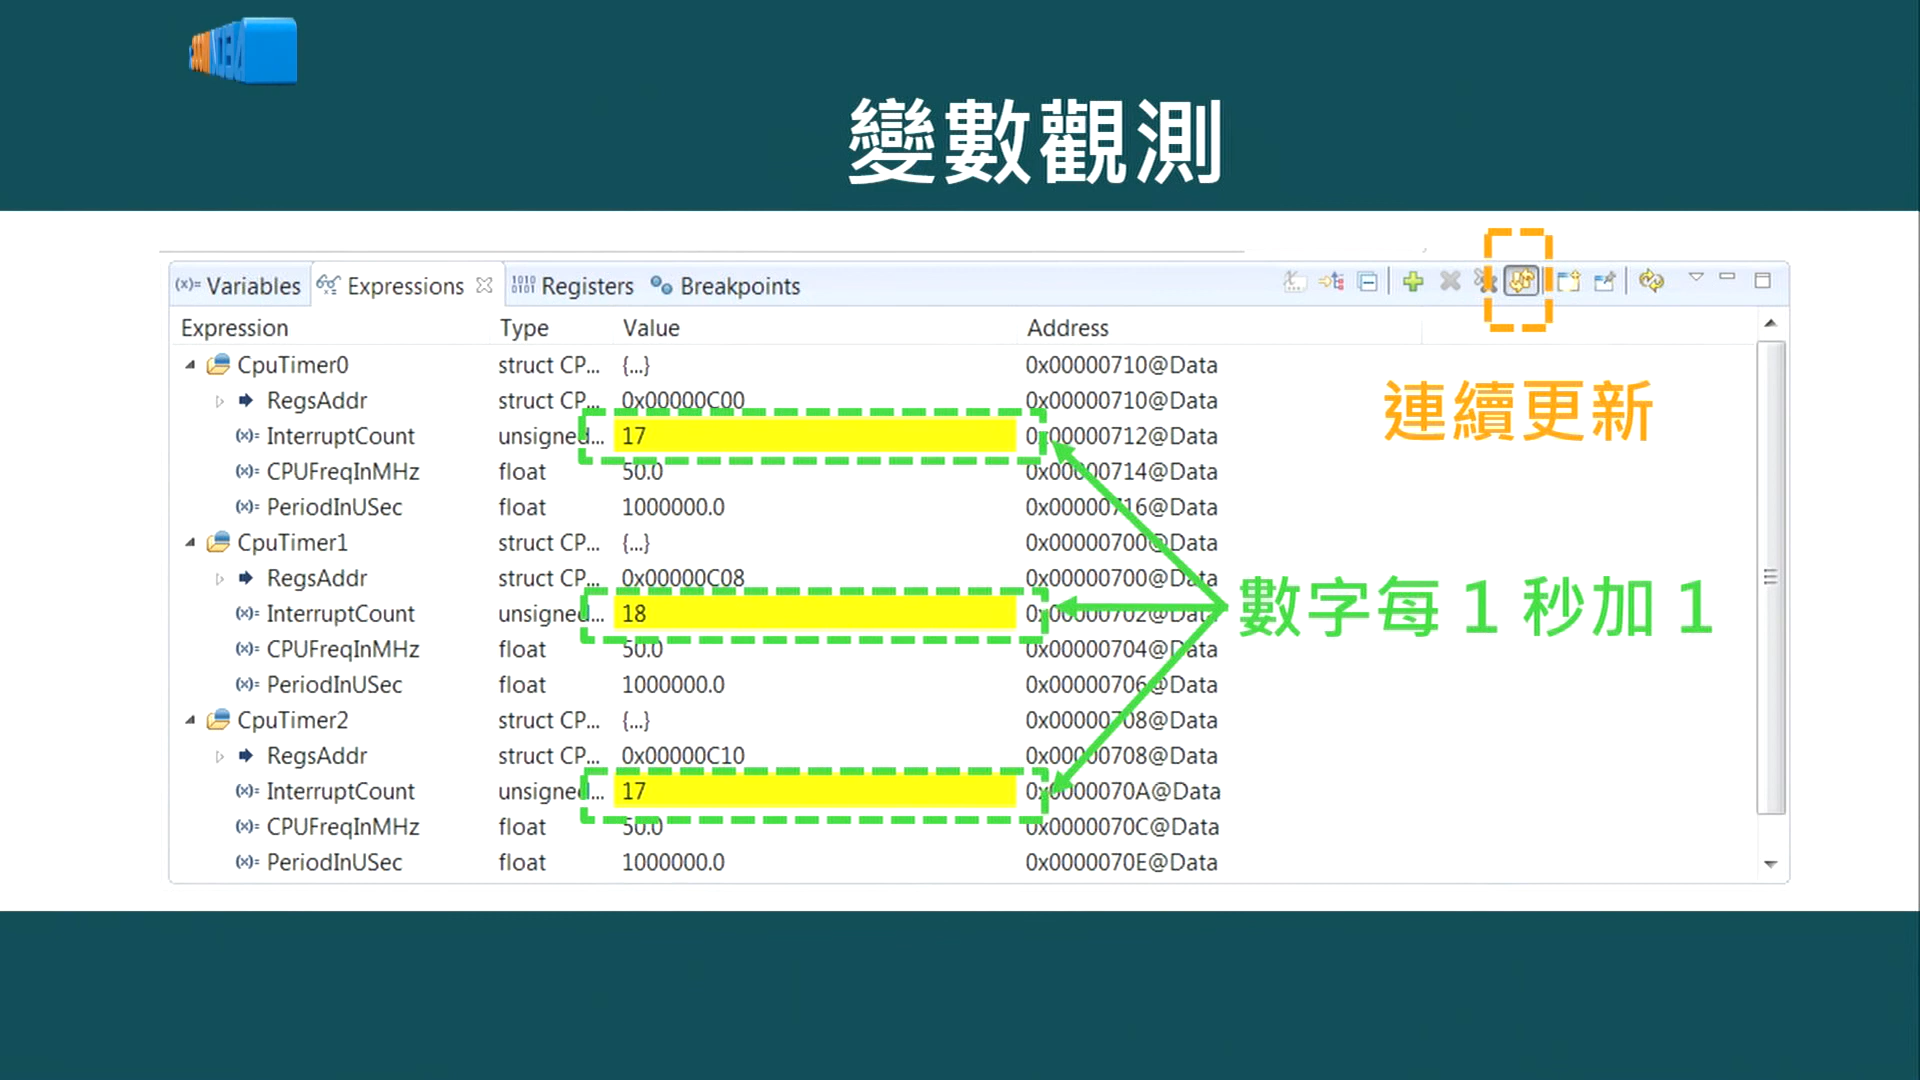 變數觀測
Variables Expressions Registers Breakpoints
Expression Type Value Address
CpuTimer0 struct CP... {...} 0x00000710@Data
RegsAddr struct CP... 0x00000C00 0x00000710@Data
InterruptCount unsigned... 17 0x00000712@Data
CPUFreqInMHz float 50.0 0x00000714@Data
PeriodInUSec float 1000000.0 0x00000716@Data
CpuTimer1 struct CP... {...} 0x00000700@Data
RegsAddr struct CP... 0x00000C08 0x00000700@Data
InterruptCount unsigned... 18 0x00000702@Data
CPUFreqInMHz float 50.0 0x00000704@Data
PeriodInUSec float 1000000.0 0x00000706@Data
CpuTimer2 struct CP... {...} 0x00000708@Data
RegsAddr struct CP... 0x00000C10 0x00000708@Data
InterruptCount unsigned... 17 0x0000070A@Data
CPUFreqInMHz float 50.0 0x0000070C@Data
PeriodInUSec float 1000000.0 0x0000070E@Data
連續更新
數字每 1 秒加 1